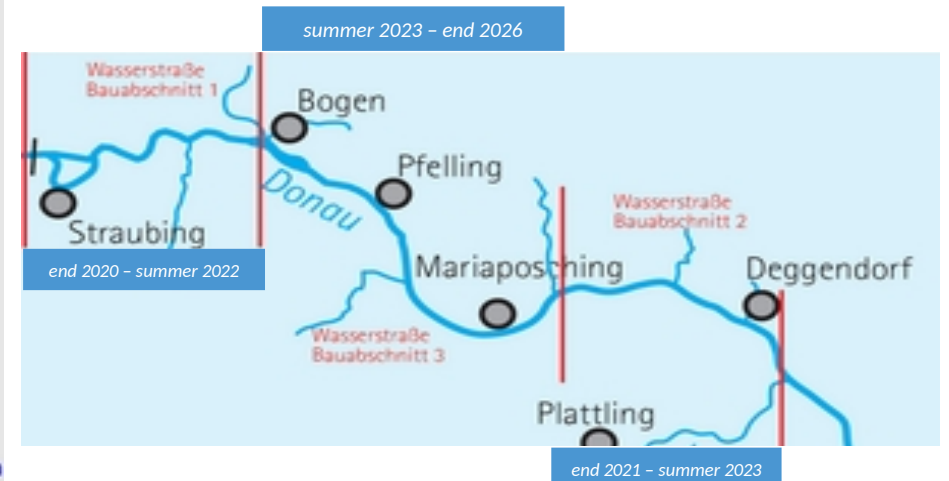 summer 2023 – end 2026
Wasserstraße
Bauabschnitt 1
Bogen
Pfelling
Donau
Wasserstraße
Bauabschnitt 2
Straubing
end 2020 – summer 2022
Mariaposching
Deggendorf
Wasserstraße
Bauabschnitt 3
Plattling
end 2021 – summer 2023